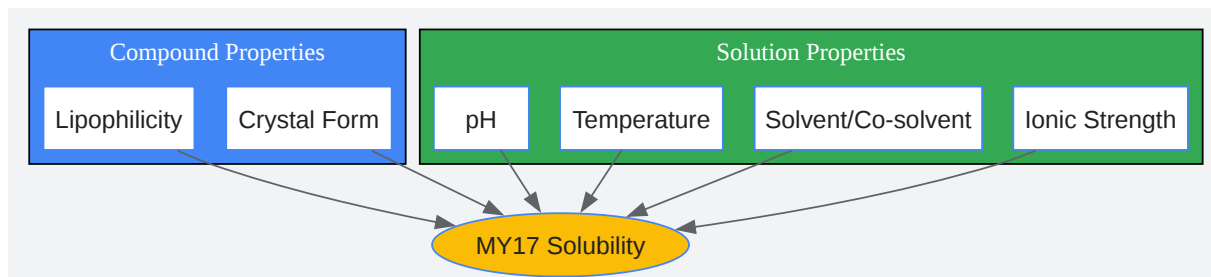 Compound Properties
Solution Properties
Lipophilicity
Crystal Form
pH
Temperature
Solvent/Co-solvent
Ionic Strength
MY17 Solubility